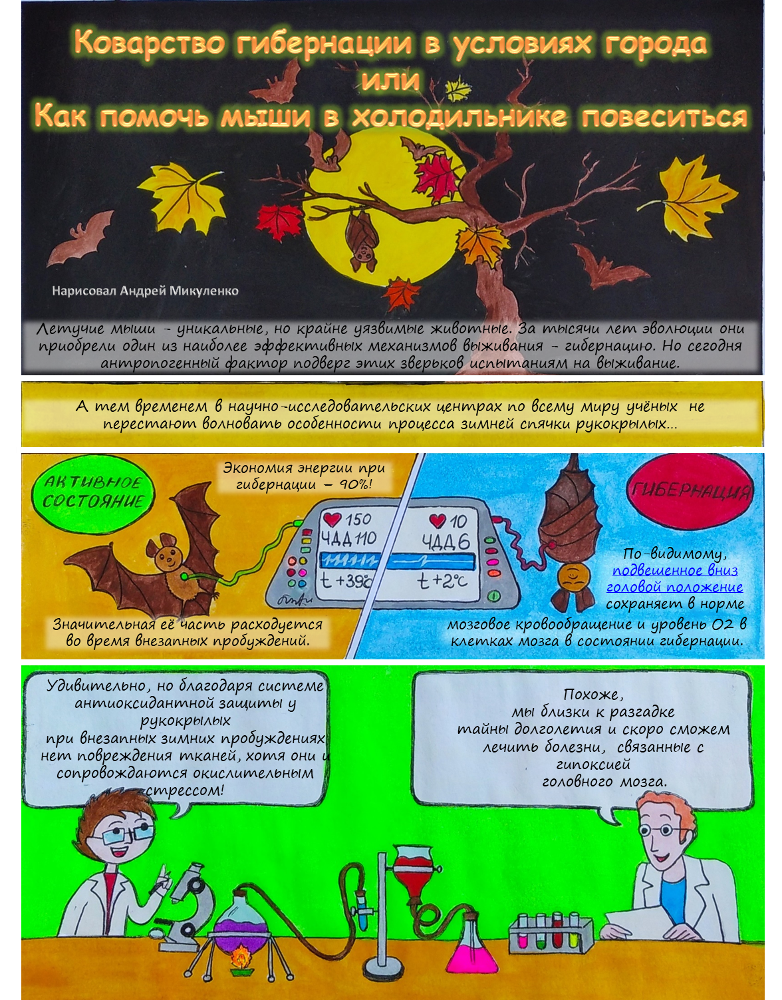 Коварство гибернации в условиях города
или
Как помочь мыши в холодильнике повеситься
Нарисовал Андрей Микуленко
Летучие мыши - уникальные, но крайне уязвимые животные. За тысячи лет эволюции они
приобрели один из наиболее эффективных механизмов выживания - гибернацию. Но сегодня
антропогенный фактор подверг этих зверьков испытаниям на выживание.
А тем временем в научно-исследовательских центрах по всему миру учёных не
перестают волновать особенности процесса зимней спячки рукокрылых...
АКТИВНОЕ
СОСТОЯНИЕ
Экономия энергии при
гибернации – 90%!
150
ЧДД 110
t +39°c
10
ЧДД 6
t +2°c
ГИБЕРНАЦИЯ
По-видимому,
подвешенное вниз
головой положение
сохраняет в норме
мозговое кровообращение и уровень О2 в
клетках мозга в состоянии гибернации.
Значительная её часть расходуется
во время внезапных пробуждений.
Удивительно, но благодаря системе
антиоксидантной защиты у
рукокрылых
при внезапных зимних пробуждениях
нет повреждения тканей, хотя они и
сопровождаются окислительным
стрессом!
Похоже,
мы близки к разгадке
тайны долголетия и скоро сможем
лечить болезни, связанные с
гипоксией
головного мозга.